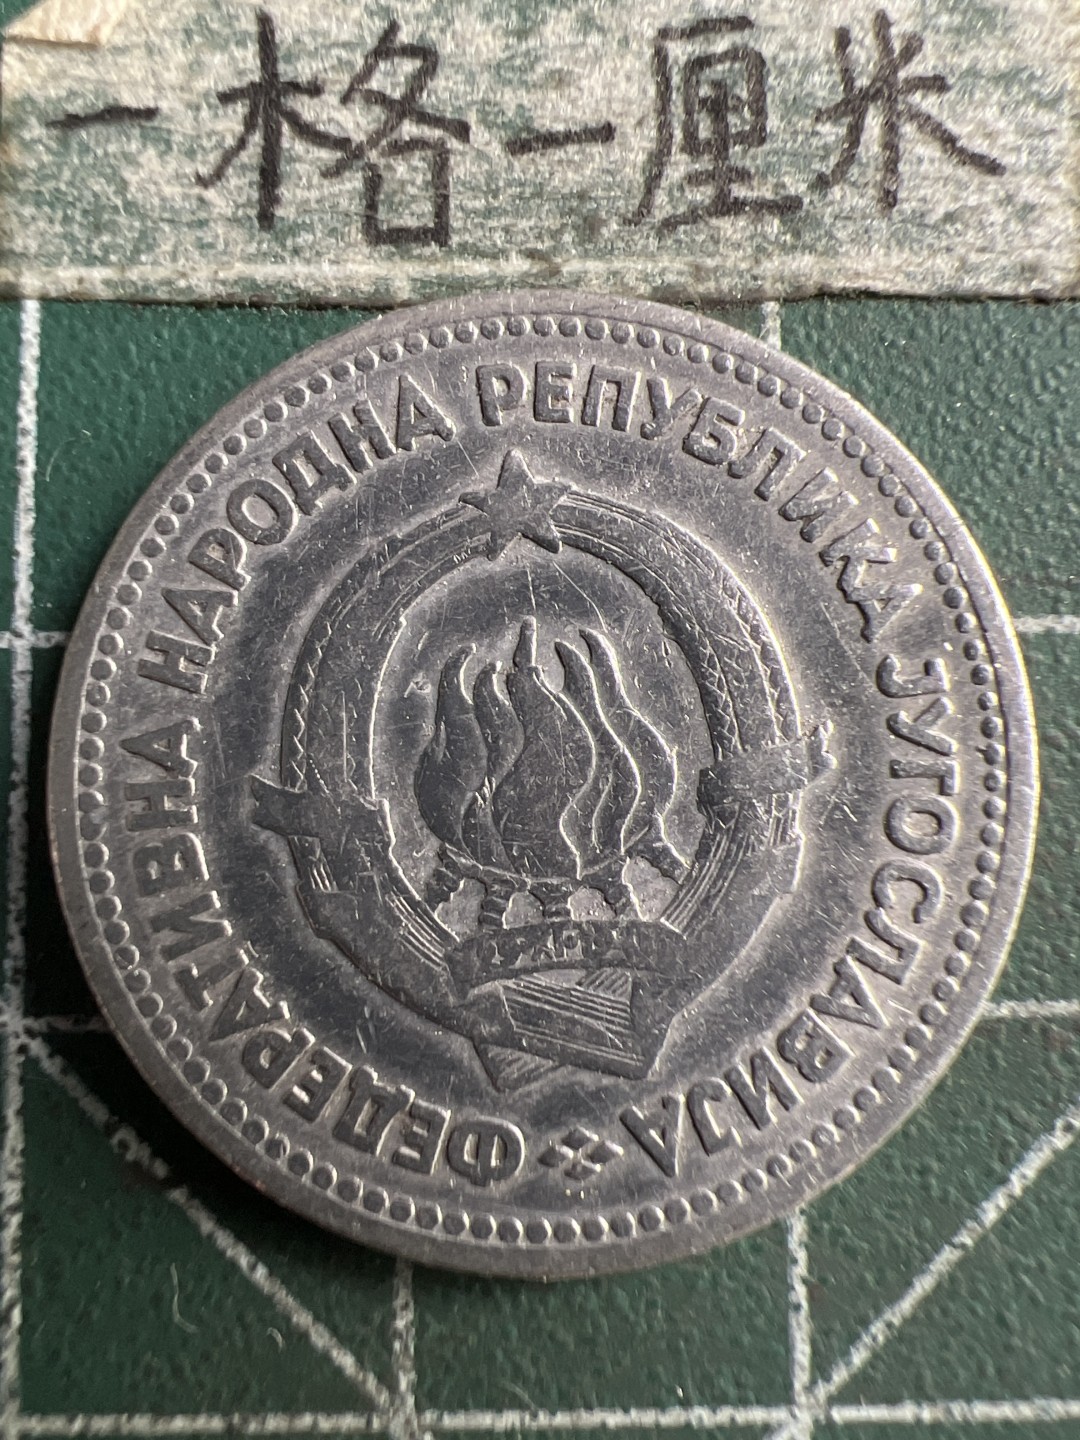 一格一厘米
ФЕДЕРАТИВНА НАРОДНА РЕПУБЛИКА ЈУГОСЛАВИЈА